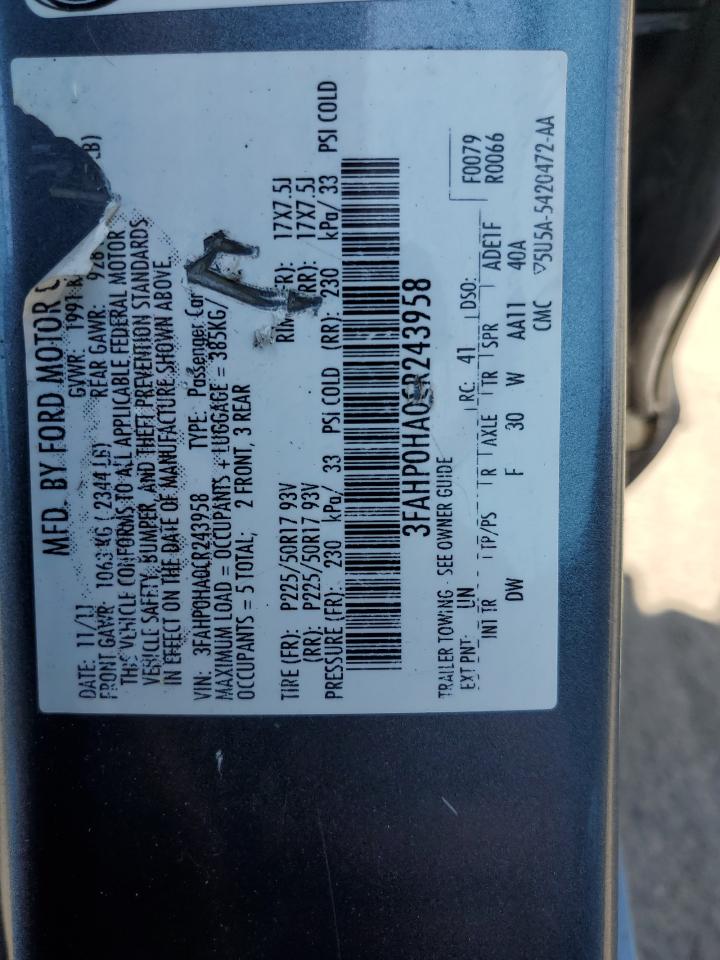 MFD. BY FORD MOTOR C
DATE: 11/11 GVWR: 1991 K
FRONT GAWR: 1063 KG ( 2344 LB) REAR GAWR: 928 LB)
THIS VEHICLE CONFORMS TO ALL APPLICABLE FEDERAL MOTOR
VEHICLE SAFETY, BUMPER, AND THEFT PREVENTION STANDARDS
IN EFFECT ON THE DATE OF MANUFACTURE SHOWN ABOVE.
VIN: 3FAHP0HA0CR243958 TYPE: Passenger Car
MAXIMUM LOAD = OCCUPANTS + LUGGAGE = 385KG/
OCCUPANTS = 5 TOTAL; 2 FRONT, 3 REAR
TIRE (FR): P225/50R17 93V RIM (FR): 17X7.5J
(RR): P225/50R17 93V (RR): 17X7.5J
PRESSURE (FR): 230 kPa/ 33 PSi COLD (RR): 230 kPa/ 33 PSI COLD
3FAHP0HA0CR243958
TRAILER TOWING - SEE OWNER GUIDE
EXT PNT: UN RC: 41 DSO: F0079
INT TR TP/PS R AXLE TR SPR ADE1F R0066
DW F 30 W AA11 40A
CMC ▽5U5A-5420472-AA